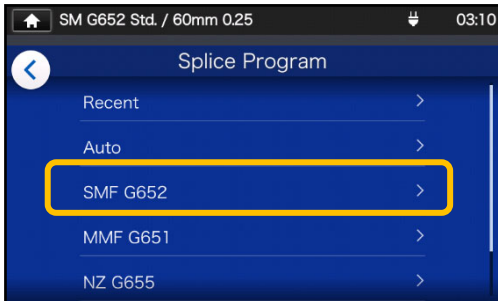 SM G652 Std. / 60mm 0.25 03:10
Splice Program
Recent
Auto
SMF G652
MMF G651
NZ G655